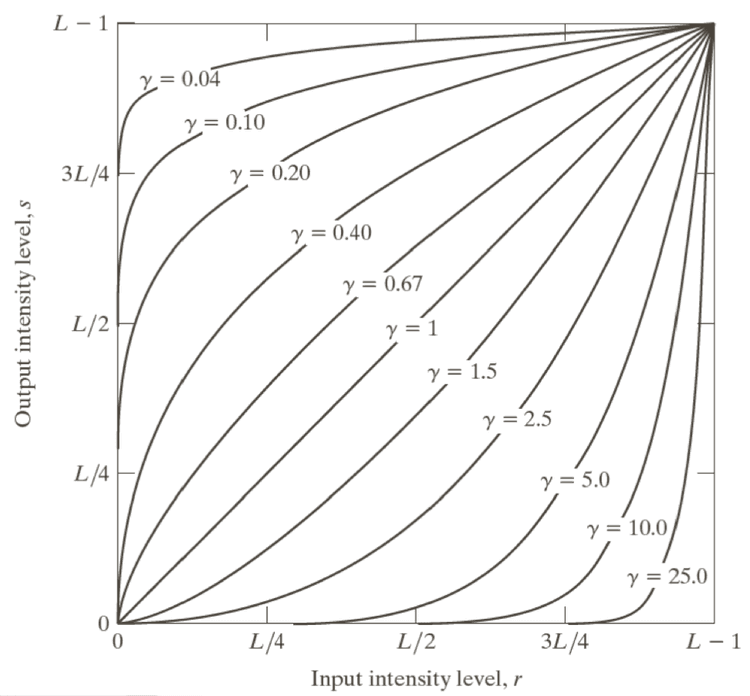 L − 1
γ = 0.04
γ = 0.10
3L/4
γ = 0.20
γ = 0.40
γ = 0.67
L/2
γ = 1
γ = 1.5
γ = 2.5
L/4
γ = 5.0
γ = 10.0
γ = 25.0
0
0
L/4
L/2
3L/4
L − 1
Input intensity level, r
Output intensity level, s